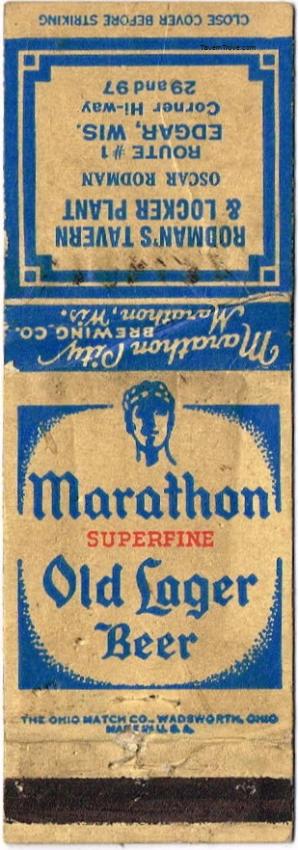 CLOSE COVER BEFORE STRIKING
TavernTrove.com
RODMAN'S TAVERN
& LOCKER PLANT
OSCAR RODMAN
ROUTE #1
EDGAR, WIS.
Corner Hi-way
29 and 97
Marathon City
BREWING CO.
Marathon, Wis.
Marathon
SUPERFINE
Old Lager
Beer
THE OHIO MATCH CO., WADSWORTH, OHIO
MADE IN U.S.A.